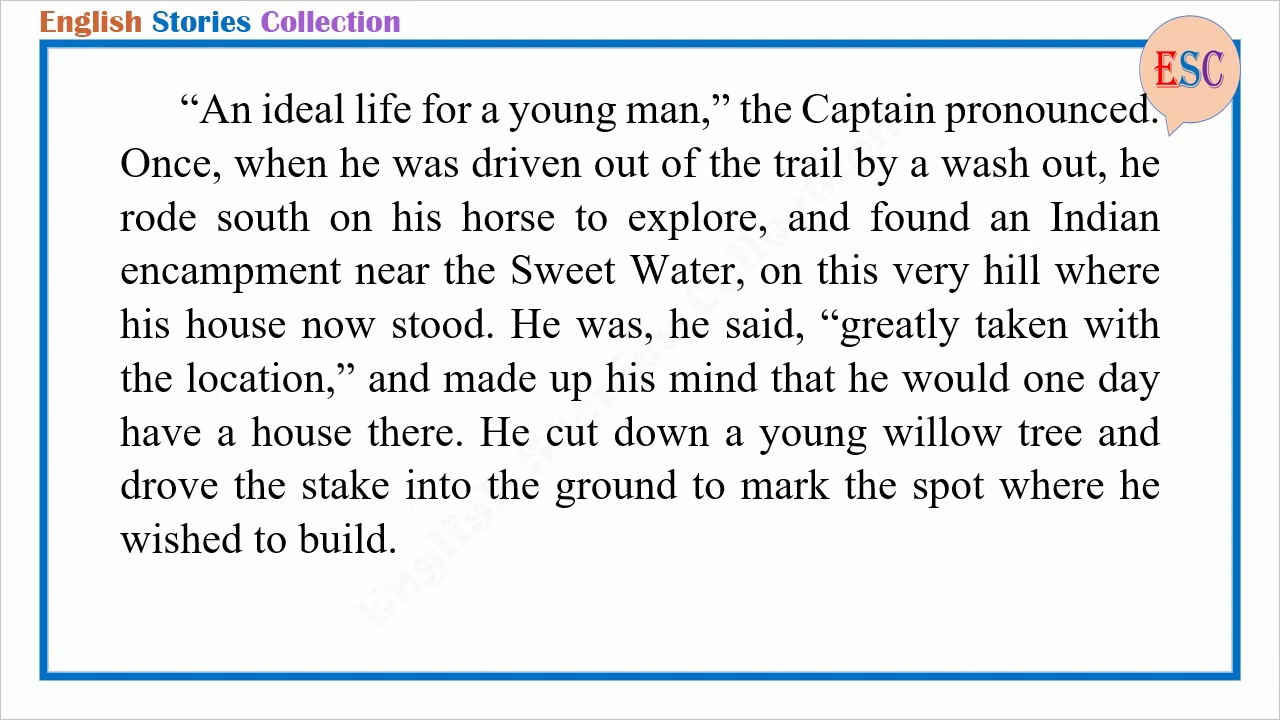 English Stories Collection
ESC
“An ideal life for a young man,” the Captain pronounced.
Once, when he was driven out of the trail by a wash out, he
rode south on his horse to explore, and found an Indian
encampment near the Sweet Water, on this very hill where
his house now stood. He was, he said, “greatly taken with
the location,” and made up his mind that he would one day
have a house there. He cut down a young willow tree and
drove the stake into the ground to mark the spot where he
wished to build.
English Stories Collection